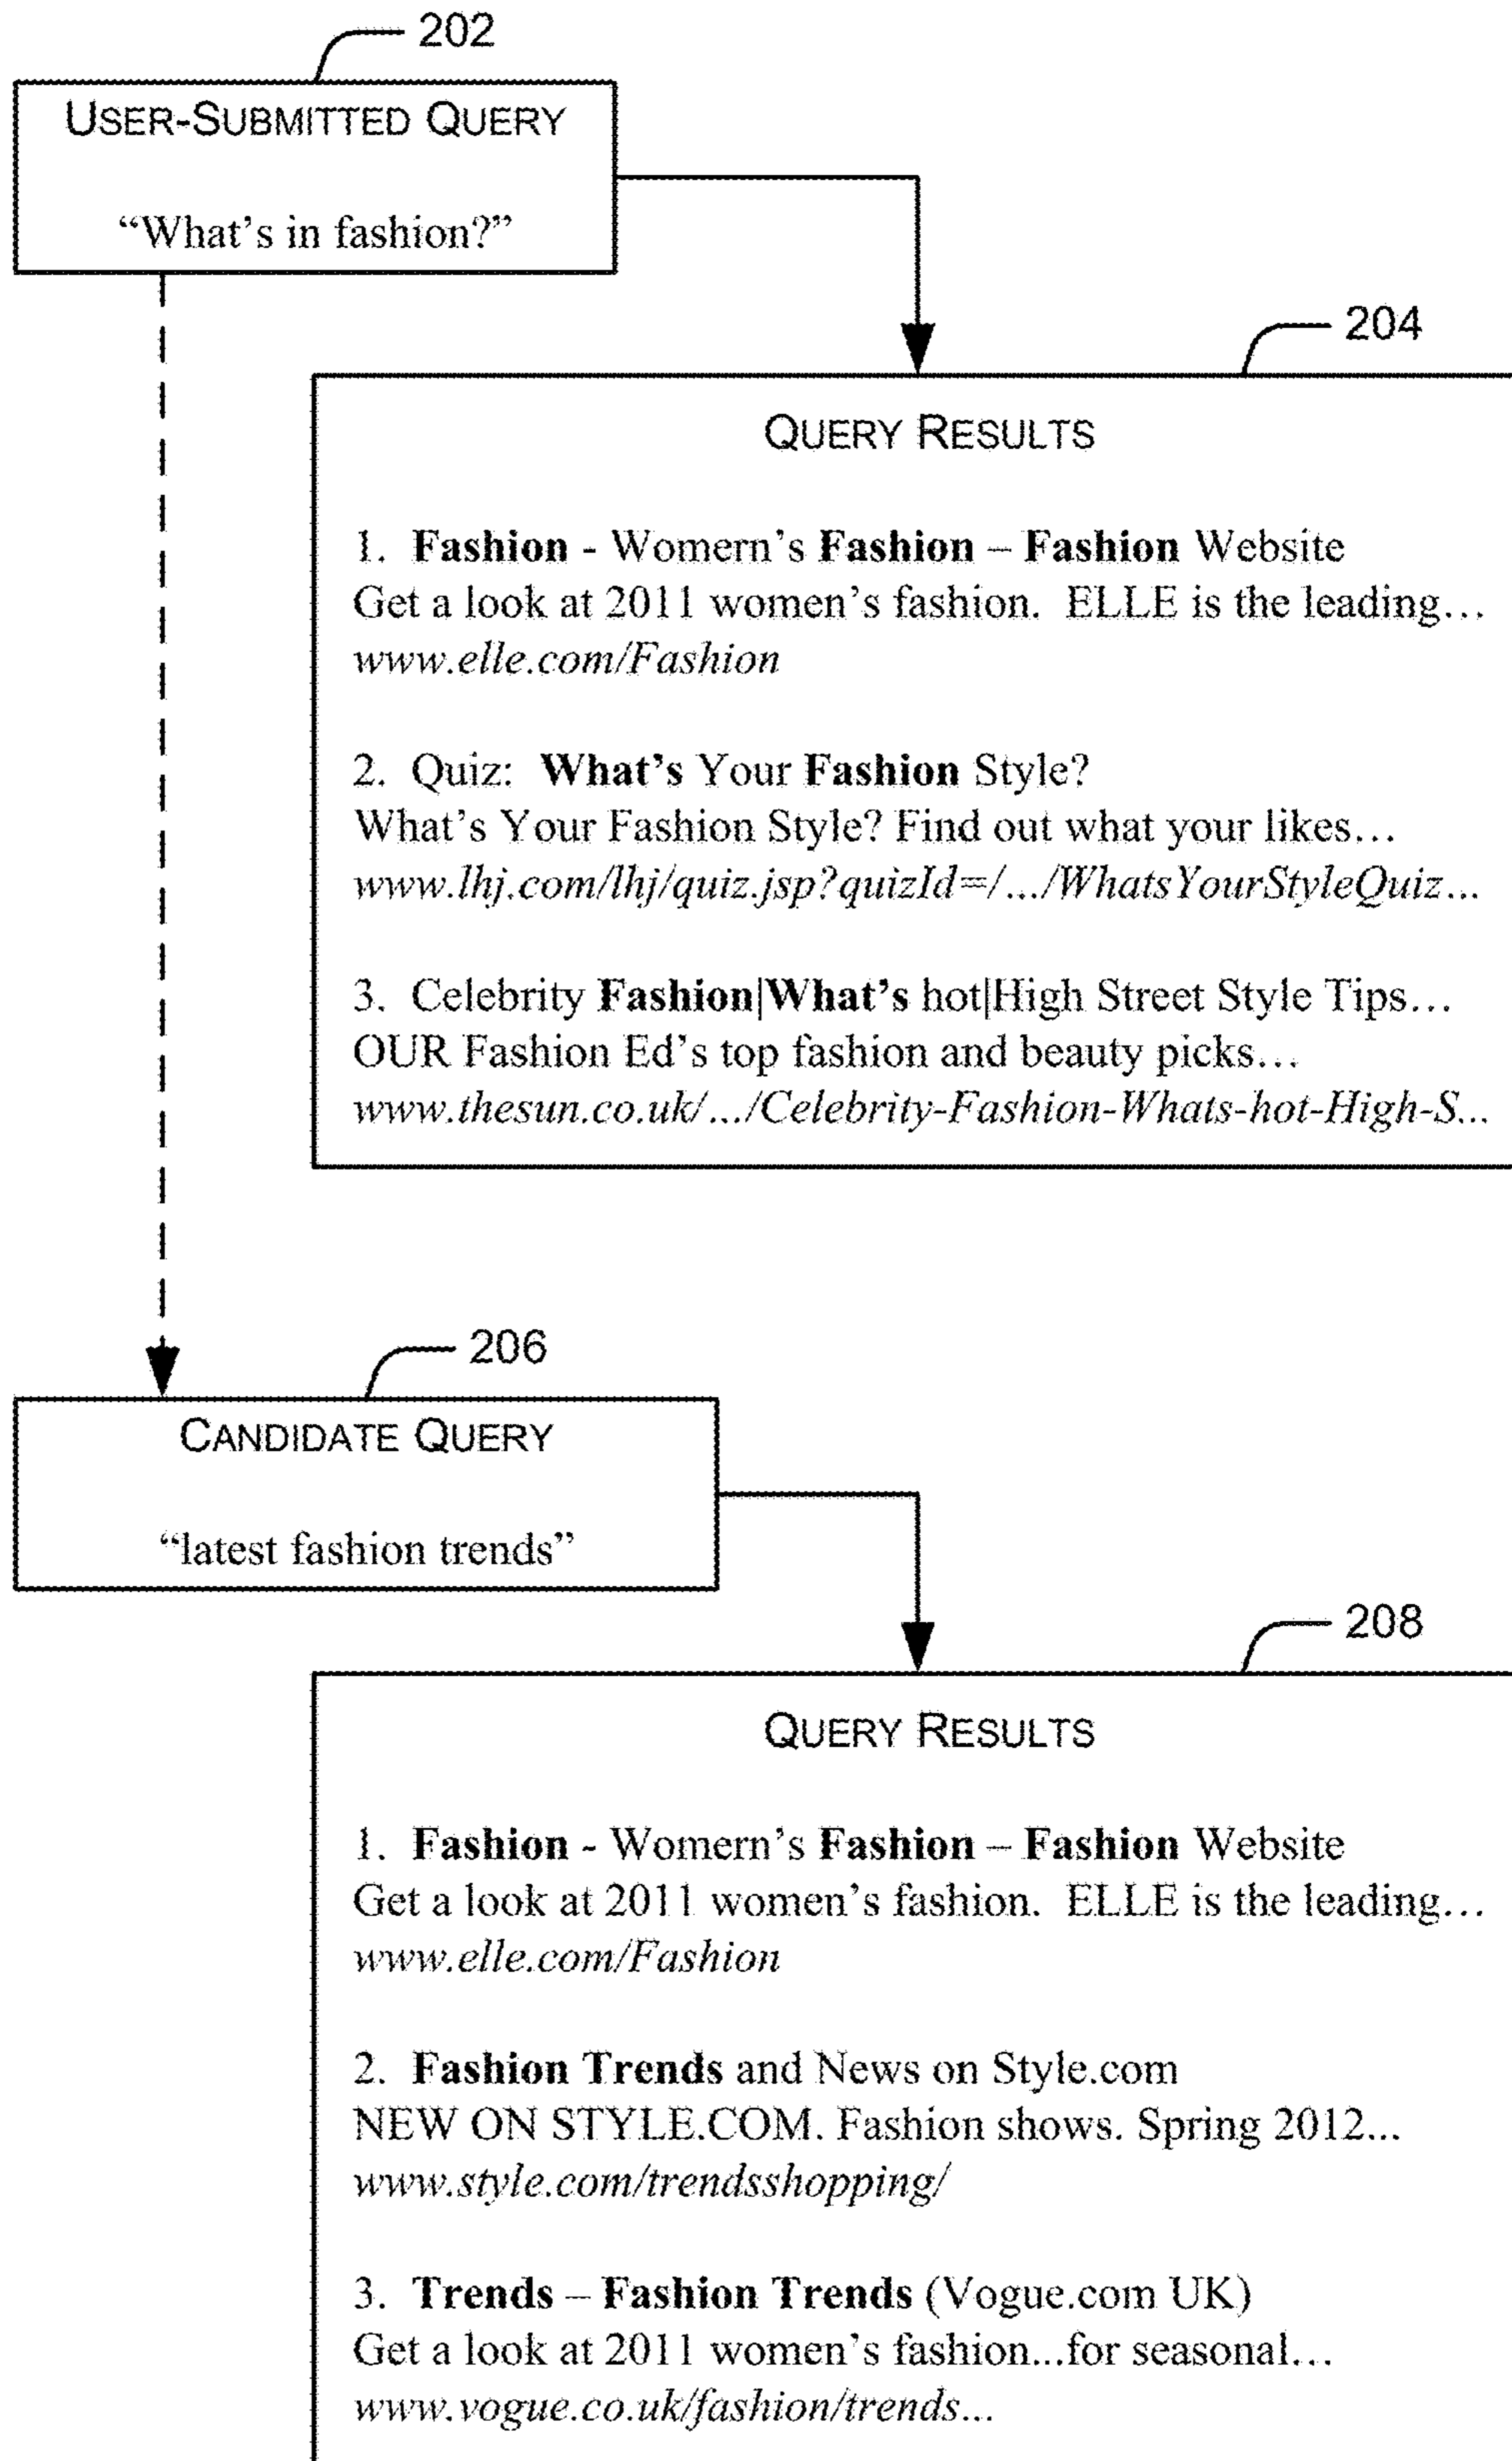 202
USER-SUBMITTED QUERY
“What’s in fashion?”
204
QUERY RESULTS
1. Fashion - Womern’s Fashion – Fashion Website
Get a look at 2011 women’s fashion. ELLE is the leading…
www.elle.com/Fashion
2. Quiz: What’s Your Fashion Style?
What’s Your Fashion Style? Find out what your likes…
www.lhj.com/lhj/quiz.jsp?quizId=/…/WhatsYourStyleQuiz...
3. Celebrity Fashion|What’s hot|High Street Style Tips…
OUR Fashion Ed’s top fashion and beauty picks…
www.thesun.co.uk/…/Celebrity-Fashion-Whats-hot-High-S...
206
CANDIDATE QUERY
“latest fashion trends”
208
QUERY RESULTS
1. Fashion - Womern’s Fashion – Fashion Website
Get a look at 2011 women’s fashion. ELLE is the leading…
www.elle.com/Fashion
2. Fashion Trends and News on Style.com
NEW ON STYLE.COM. Fashion shows. Spring 2012...
www.style.com/trendsshopping/
3. Trends – Fashion Trends (Vogue.com UK)
Get a look at 2011 women’s fashion...for seasonal…
www.vogue.co.uk/fashion/trends...